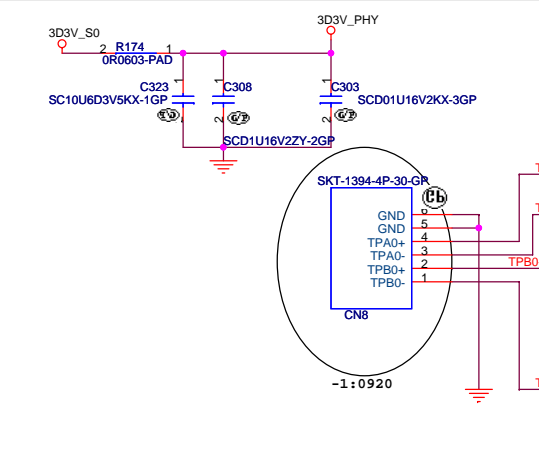 3D3V_PHY
3D3V_S0
2 R174 1
0R0603-PAD
1 C323 1 C308 1 C303
SC10U6D3V5KX-1GP SCD01U16V2KX-3GP
2 2 2
SCD1U16V2ZY-2GP
SKT-1394-4P-30-GP
GND 6
GND 5
TPA0+ 4
TPA0- 3
TPB0+ 2 TPB0
TPB0- 1
CN8
-1:0920